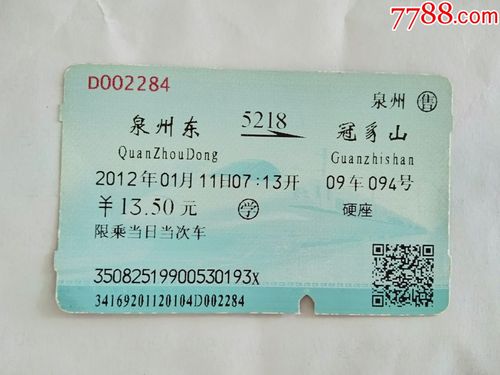 7788.com
D002284
泉州 售
泉州东 5218 冠豸山
QuanZhouDong Guanzhishan
2012年01月11日07:13开 09车094号
￥13.50元 学 硬座
限乘当日当次车
35082519900530193x
34169201120104D002284